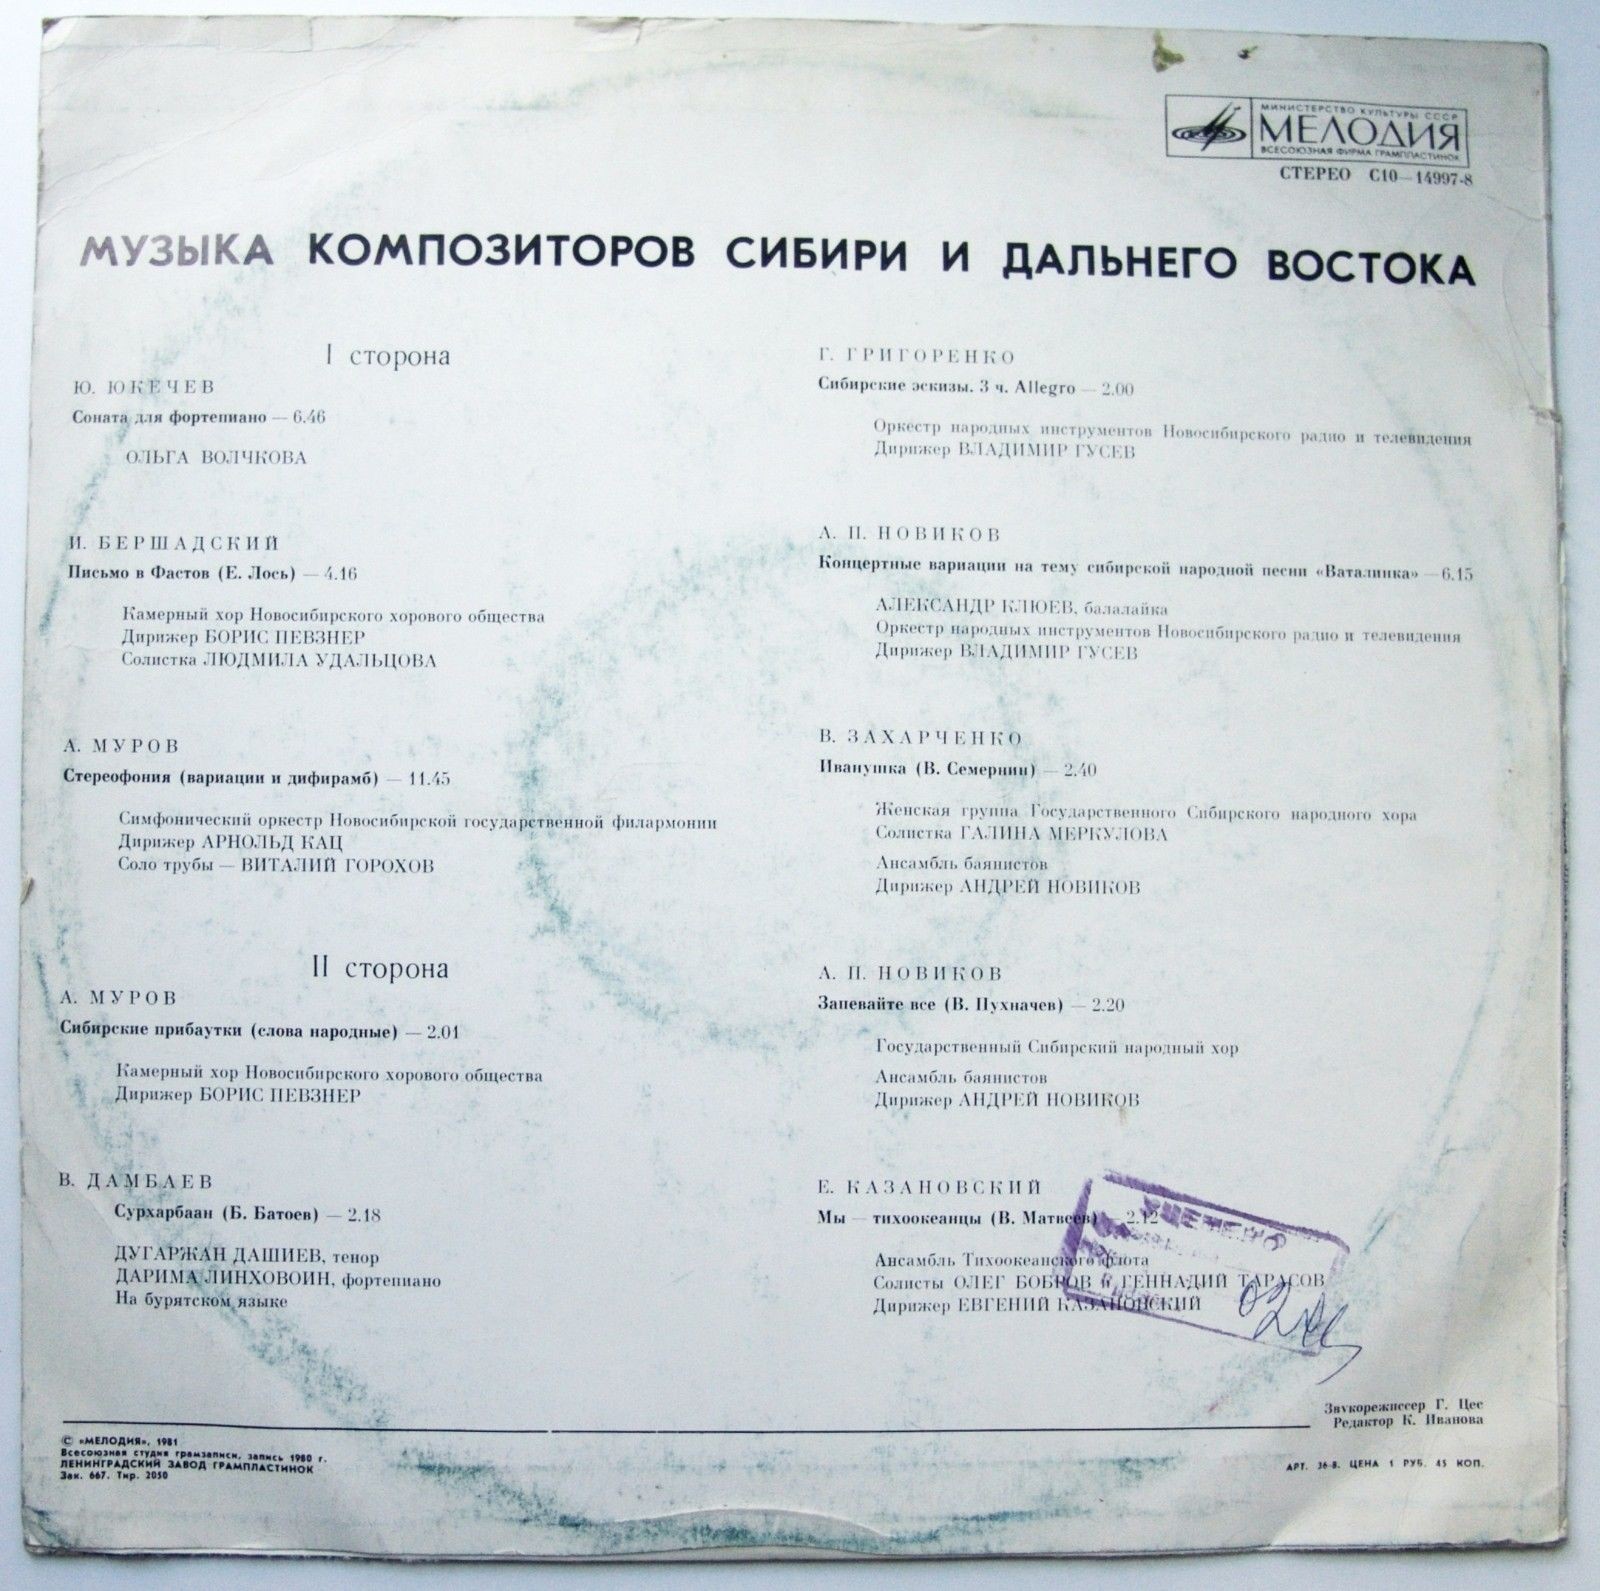 МИНИСТЕРСТВО КУЛЬТУРЫ СССР
МЕЛОДИЯ
ВСЕСОЮЗНАЯ ФИРМА ГРАМПЛАСТИНОК
СТЕРЕО С10—14997-8
МУЗЫКА КОМПОЗИТОРОВ СИБИРИ И ДАЛЬНЕГО ВОСТОКА
I сторона
Ю. ЮКЕЧЕВ
Соната для фортепиано — 6.46
ОЛЬГА ВОЛЧКОВА
И. БЕРШАДСКИЙ
Письмо в Фастов (Е. Лось) — 4.16
Камерный хор Новосибирского хорового общества
Дирижер БОРИС ПЕВЗНЕР
Солистка ЛЮДМИЛА УДАЛЬЦОВА
А. МУРОВ
Стереофония (вариации и дифирамб) — 11.45
Симфонический оркестр Новосибирской государственной филармонии
Дирижер АРНОЛЬД КАЦ
Соло трубы — ВИТАЛИЙ ГОРОХОВ
II сторона
А. МУРОВ
Сибирские прибаутки (слова народные) — 2.01
Камерный хор Новосибирского хорового общества
Дирижер БОРИС ПЕВЗНЕР
В. ДАМБАЕВ
Сурхарбаан (Б. Батоев) — 2.18
ДУГАРЖАН ДАШИЕВ, тенор
ДАРИМА ЛИНХОВОИН, фортепиано
На бурятском языке
Г. ГРИГОРЕНКО
Сибирские эскизы. 3 ч. Allegro — 2.00
Оркестр народных инструментов Новосибирского радио и телевидения
Дирижер ВЛАДИМИР ГУСЕВ
А. П. НОВИКОВ
Концертные вариации на тему сибирской народной песни «Ваталинка» — 6.15
АЛЕКСАНДР КЛЮЕВ, балалайка
Оркестр народных инструментов Новосибирского радио и телевидения
Дирижер ВЛАДИМИР ГУСЕВ
В. ЗАХАРЧЕНКО
Иванушка (В. Семернин) — 2.40
Женская группа Государственного Сибирского народного хора
Солистка ГАЛИНА МЕРКУЛОВА
Ансамбль баянистов
Дирижер АНДРЕЙ НОВИКОВ
А. П. НОВИКОВ
Запевайте все (В. Пухначев) — 2.20
Государственный Сибирский народный хор
Ансамбль баянистов
Дирижер АНДРЕЙ НОВИКОВ
Е. КАЗАНОВСКИЙ
Мы — тихоокеанцы (В. Матвеев) — 2.12
УЦЕНЕНО
Ансамбль Тихоокеанского флота
Солисты ОЛЕГ БОБРОВ и ГЕННАДИЙ ТАРАСОВ
Дирижер ЕВГЕНИЙ КАЗАНОВСКИЙ
Звукорежиссер Г. Цес
Редактор К. Иванова
© «МЕЛОДИЯ», 1981
Всесоюзная студия грамзаписи, запись 1980 г.
ЛЕНИНГРАДСКИЙ ЗАВОД ГРАМПЛАСТИНОК
Зак. 667. Тир. 2050
АРТ. 36-8. ЦЕНА 1 РУБ. 45 КОП.